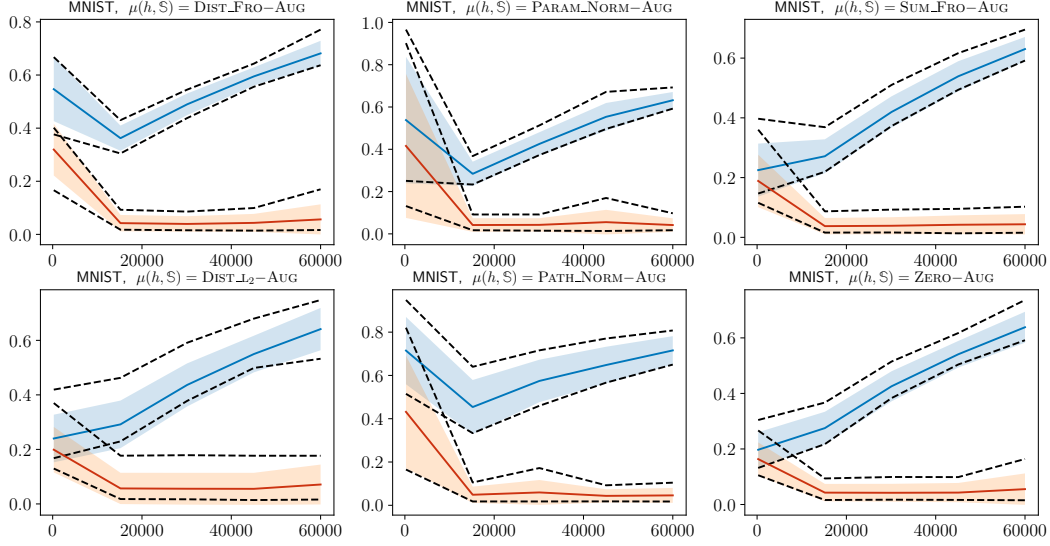 MNIST, μ(h, 𝕊) = DIST_FRO−AUG
MNIST, μ(h, 𝕊) = PARAM_NORM−AUG
MNIST, μ(h, 𝕊) = SUM_FRO−AUG
0.8
0.6
0.4
0.2
0.0
0 20000 40000 60000
1.0
0.8
0.6
0.4
0.2
0.0
0 20000 40000 60000
0.6
0.4
0.2
0.0
0 20000 40000 60000
MNIST, μ(h, 𝕊) = DIST_L₂−AUG
MNIST, μ(h, 𝕊) = PATH_NORM−AUG
MNIST, μ(h, 𝕊) = ZERO−AUG
0.6
0.4
0.2
0.0
0 20000 40000 60000
0.8
0.6
0.4
0.2
0.0
0 20000 40000 60000
0.6
0.4
0.2
0.0
0 20000 40000 60000